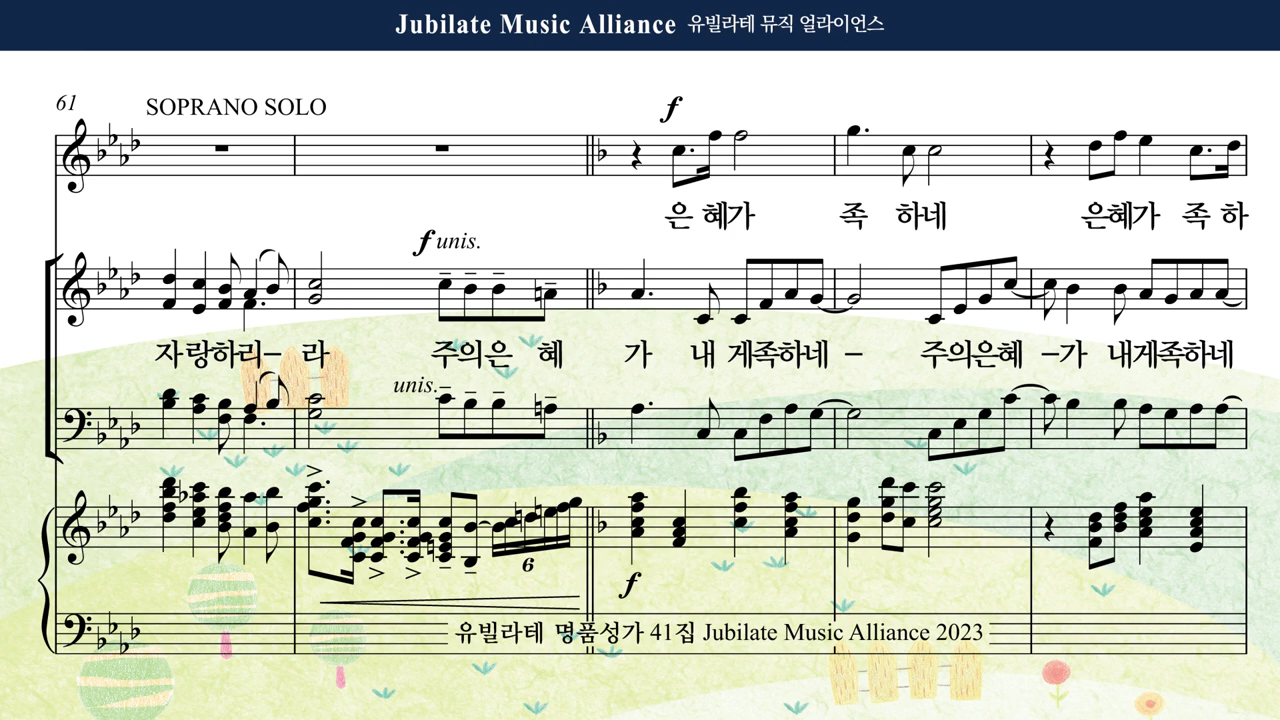 Jubilate Music Alliance 유빌라테 뮤직 얼라이언스
61 SOPRANO SOLO
f
은 혜가 족 하네 은혜가 족 하
f unis.
자 랑하리– 라 주의은 혜 가 내 게족하네 – 주의은혜 –가 내게족하네
unis.
6
f
유빌라테 명품성가 41집 Jubilate Music Alliance 2023